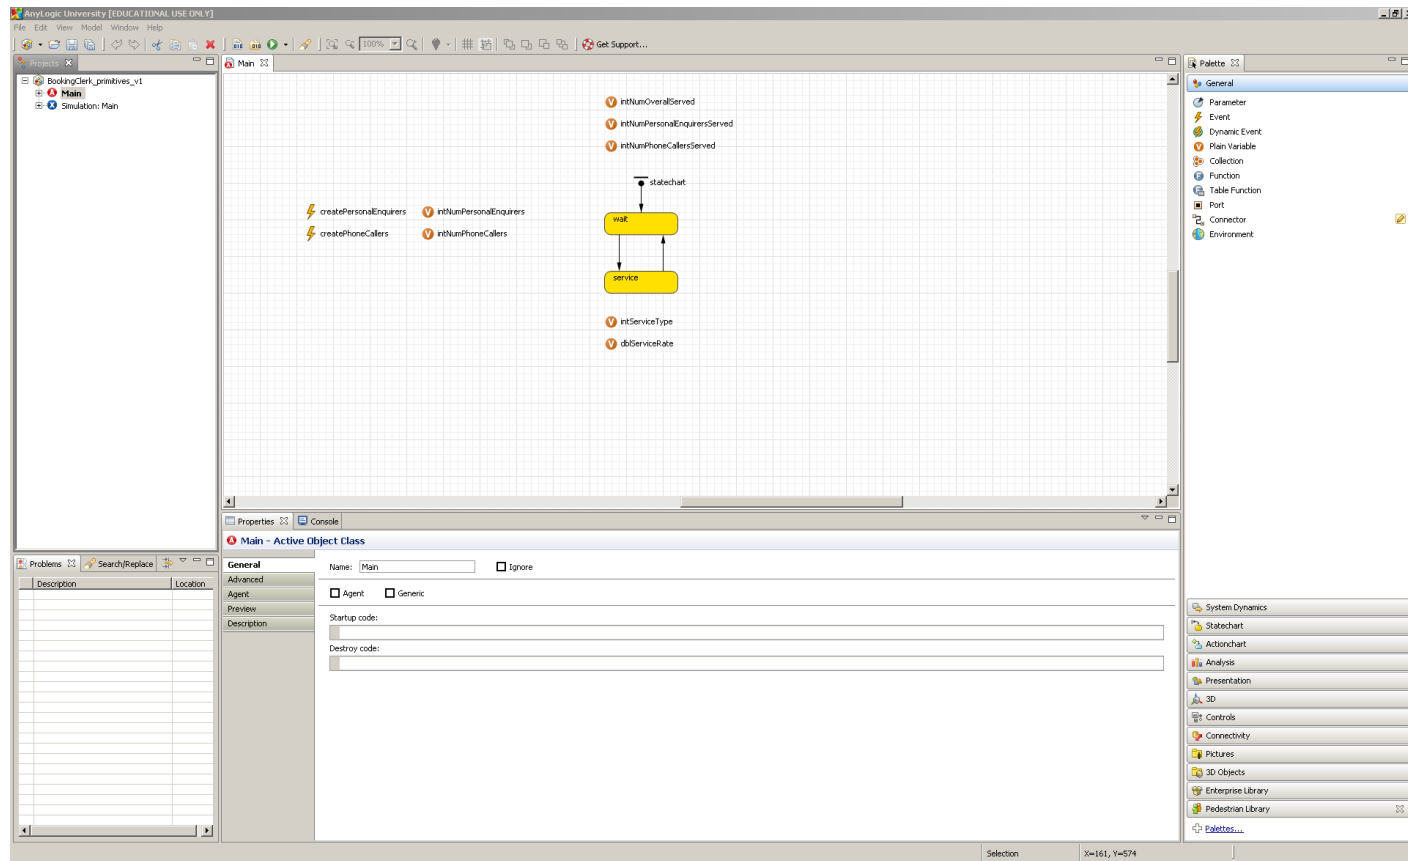 AnyLogic University [EDUCATIONAL USE ONLY]
File Edit View Model Window Help
100%
Get Support...
Projects
BookingClerk_primitives_v1
Main
Simulation: Main
Main
intNumOverallServed
intNumPersonalEnquirersServed
intNumPhoneCallersServed
statechart
createPersonalEnquirers
intNumPersonalEnquirers
wait
createPhoneCallers
intNumPhoneCallers
service
intServiceType
dblServiceRate
Palette
General
Parameter
Event
Dynamic Event
Plain Variable
Collection
Function
Table Function
Port
Connector
Environment
System Dynamics
Statechart
Actionchart
Analysis
Presentation
3D
Controls
Connectivity
Pictures
3D Objects
Enterprise Library
Pedestrian Library
Palettes...
Problems
Search/Replace
Description
Location
Properties
Console
Main - Active Object Class
General
Advanced
Agent
Preview
Description
Name:
Main
Ignore
Agent
Generic
Startup code:
Destroy code:
Selection
X=161, Y=574